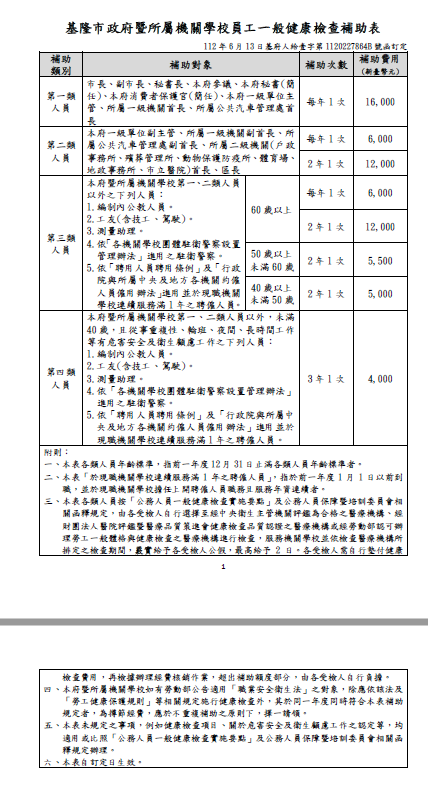 基隆市政府暨所屬機關學校員工一般健康檢查補助表
112 年 6 月 13 日基府人給壹字第 1120227864B 號函訂定
補助
類別
補助對象
補助次數
補助費用
(新臺幣元)
第一類
人員
市長、副市長、秘書長、本府參議、本府秘書(簡
任)、本府消費者保護官(簡任)、本府一級單位主
管、所屬一級機關首長、所屬公共汽車管理處首
長
每年 1 次
16,000
第二類
人員
本府一級單位副主管、所屬一級機關副首長、所
屬公共汽車管理處副首長、所屬二級機關(戶政
事務所、殯葬管理所、動物保護防疫所、體育場、
地政事務所、市立醫院)首長、區長
每年 1 次
6,000
2 年 1 次
12,000
第三類
人員
本府暨所屬機關學校第一、二類人員
以外之下列人員：
1.編制內公教人員。
2.工友(含技工、駕駛)。
3.測量助理。
4.依「各機關學校團體駐衛警察設置
管理辦法」進用之駐衛警察。
5.依「聘用人員聘用條例」及「行政
院與所屬中央及地方各機關約僱
人員僱用辦法」進用並於現職機關
學校連續服務滿 1 年之聘僱人員。
60 歲以上
每年 1 次
6,000
2 年 1 次
12,000
50 歲以上
未滿 60 歲
2 年 1 次
5,500
40 歲以上
未滿 50 歲
2 年 1 次
5,000
第四類
人員
本府暨所屬機關學校第一、二類人員以外，未滿
40 歲，且從事重複性、輪班、夜間、長時間工作
等有危害安全及衛生顧慮工作之下列人員：
1.編制內公教人員。
2.工友(含技工、駕駛)。
3.測量助理。
4.依「各機關學校團體駐衛警察設置管理辦法」
進用之駐衛警察。
5.依「聘用人員聘用條例」及「行政院與所屬中
央及地方各機關約僱人員僱用辦法」進用並於
現職機關學校連續服務滿 1 年之聘僱人員。
3 年 1 次
4,000
附則：
一、本表各類人員年齡標準，指前一年度 12 月 31 日止滿各類人員年齡標準者。
二、本表「於現職機關學校連續服務滿 1 年之聘僱人員」，指於前一年度 1 月 1 日以前到
職，並於現職機關學校擔任上開聘僱人員職務且服務年資連續者。
三、本表各類人員按「公務人員一般健康檢查實施要點」及公務人員保障暨培訓委員會相
關函釋規定，由各受檢人自行選擇至經中央衛生主管機關評鑑為合格之醫療機構、經
財團法人醫院評鑑暨醫療品質策進會健康檢查品質認證之醫療機構或經勞動部認可辦
理勞工一般體格與健康檢查之醫療機構進行檢查，服務機關學校並依檢查醫療機構所
排定之檢查期間，覈實給予各受檢人公假，最高給予 2 日。各受檢人需自行墊付健康
1
檢查費用，再檢據辦理經費核銷作業，超出補助額度部分，由各受檢人自行負擔。
四、本府暨所屬機關學校如有勞動部公告適用「職業安全衛生法」之對象，除應依該法及
「勞工健康保護規則」等相關規定施行健康檢查外，其於同一年度同時符合本表補助
規定者，為撙節經費，應於不重複補助之原則下，擇一請領。
五、本表未規定之事項，例如健康檢查項目、關於危害安全及衛生顧慮工作之認定等，均
適用或比照「公務人員一般健康檢查實施要點」及公務人員保障暨培訓委員會相關函
釋規定辦理。
六、本表自訂定日生效。